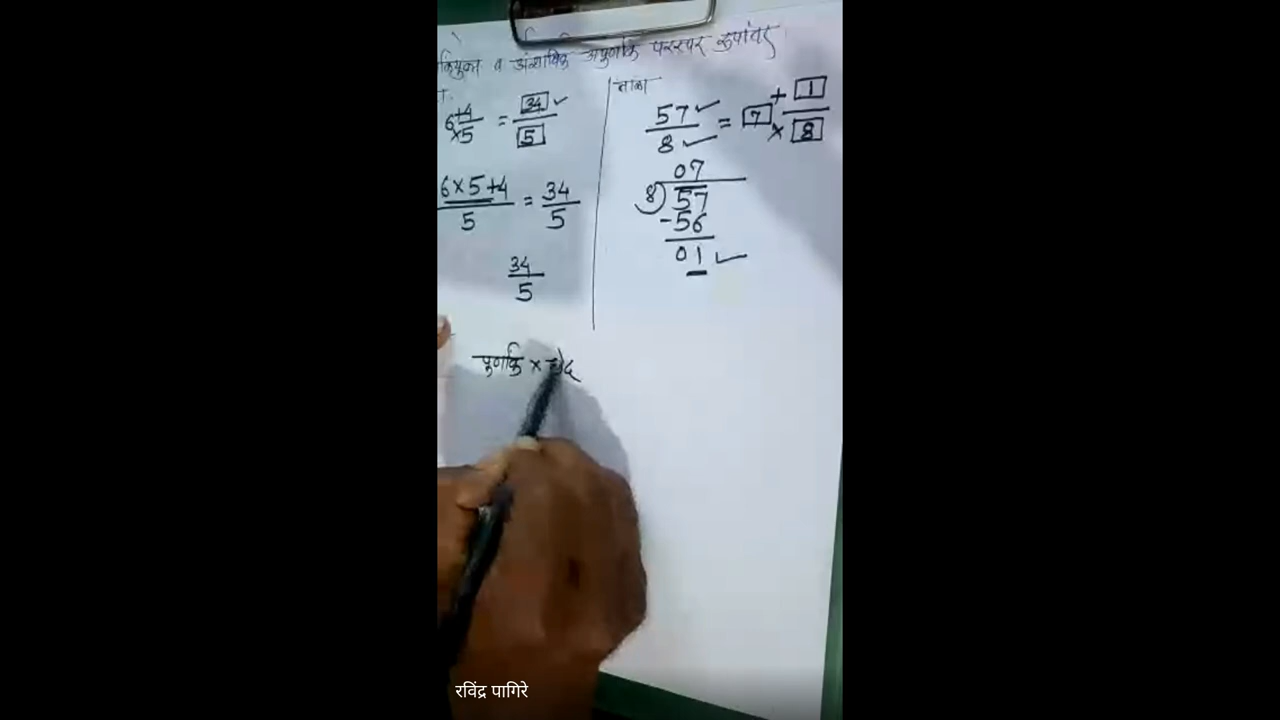 व अंशाधिक अपूर्णांक परस्पर रूपांतर
6 +4/×5 = 34/5 ✓
6×5+4/5 = 34/5
34/5
पूर्णांक × छेद
57 ✓/8 ✓ = 7 + 1/× 8
07
8) 57
-56
01 ✓
रविंद्र पागिरे